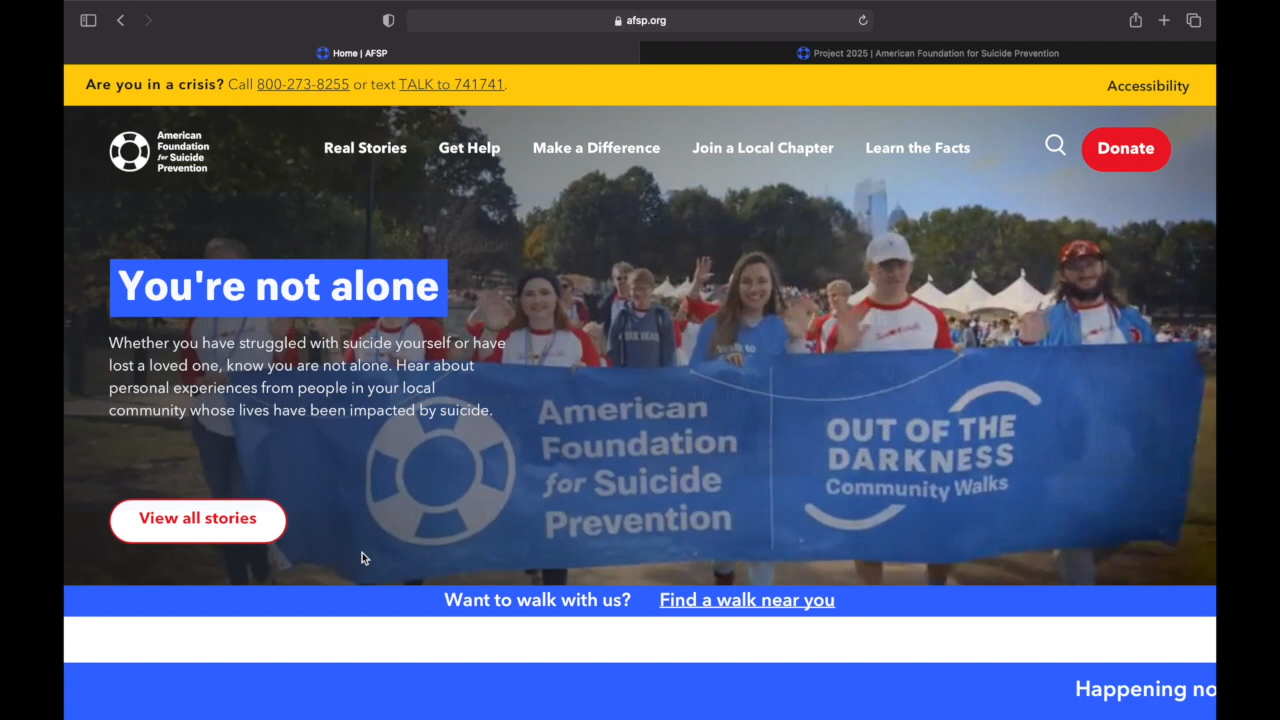 afsp.org
Home | AFSP
Project 2025 | American Foundation for Suicide Prevention
Are you in a crisis? Call 800-273-8255 or text TALK to 741741.
Accessibility
American
Foundation
for Suicide
Prevention
Real Stories
Get Help
Make a Difference
Join a Local Chapter
Learn the Facts
Donate
You're not alone
Whether you have struggled with suicide yourself or have
lost a loved one, know you are not alone. Hear about
personal experiences from people in your local
community whose lives have been impacted by suicide.
View all stories
American
Foundation
for Suicide
Prevention
OUT OF THE
DARKNESS
Community Walks
Want to walk with us? Find a walk near you
Happening no